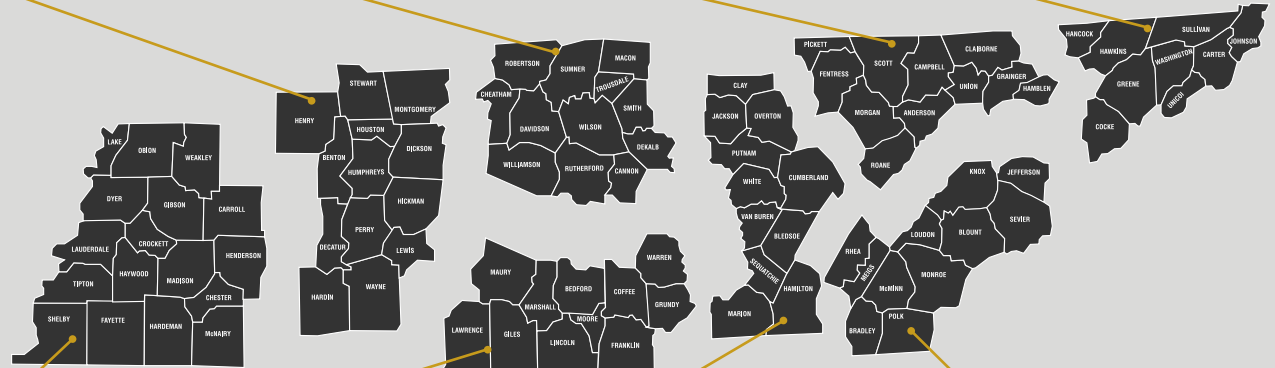 LAKE
OBION
WEAKLEY
DYER
GIBSON
CARROLL
LAUDERDALE
CROCKETT
HENDERSON
TIPTON
HAYWOOD
MADISON
CHESTER
SHELBY
FAYETTE
HARDEMAN
McNAIRY
STEWART
MONTGOMERY
HENRY
HOUSTON
BENTON
DICKSON
HUMPHREYS
HICKMAN
PERRY
DECATUR
LEWIS
HARDIN
WAYNE
ROBERTSON
SUMNER
MACON
TROUSDALE
CHEATHAM
SMITH
DAVIDSON
WILSON
DEKALB
WILLIAMSON
RUTHERFORD
CANNON
MAURY
WARREN
BEDFORD
COFFEE
MARSHALL
GRUNDY
MOORE
LAWRENCE
GILES
LINCOLN
FRANKLIN
CLAY
JACKSON
OVERTON
PUTNAM
WHITE
CUMBERLAND
VAN BUREN
BLEDSOE
SEQUATCHIE
HAMILTON
MARION
PICKETT
SCOTT
CLAIBORNE
FENTRESS
CAMPBELL
UNION
GRAINGER
HAMBLEN
MORGAN
ANDERSON
ROANE
KNOX
JEFFERSON
SEVIER
LOUDON
BLOUNT
RHEA
MEIGS
McMINN
MONROE
BRADLEY
POLK
HANCOCK
HAWKINS
SULLIVAN
JOHNSON
WASHINGTON
CARTER
GREENE
UNICOI
COCKE